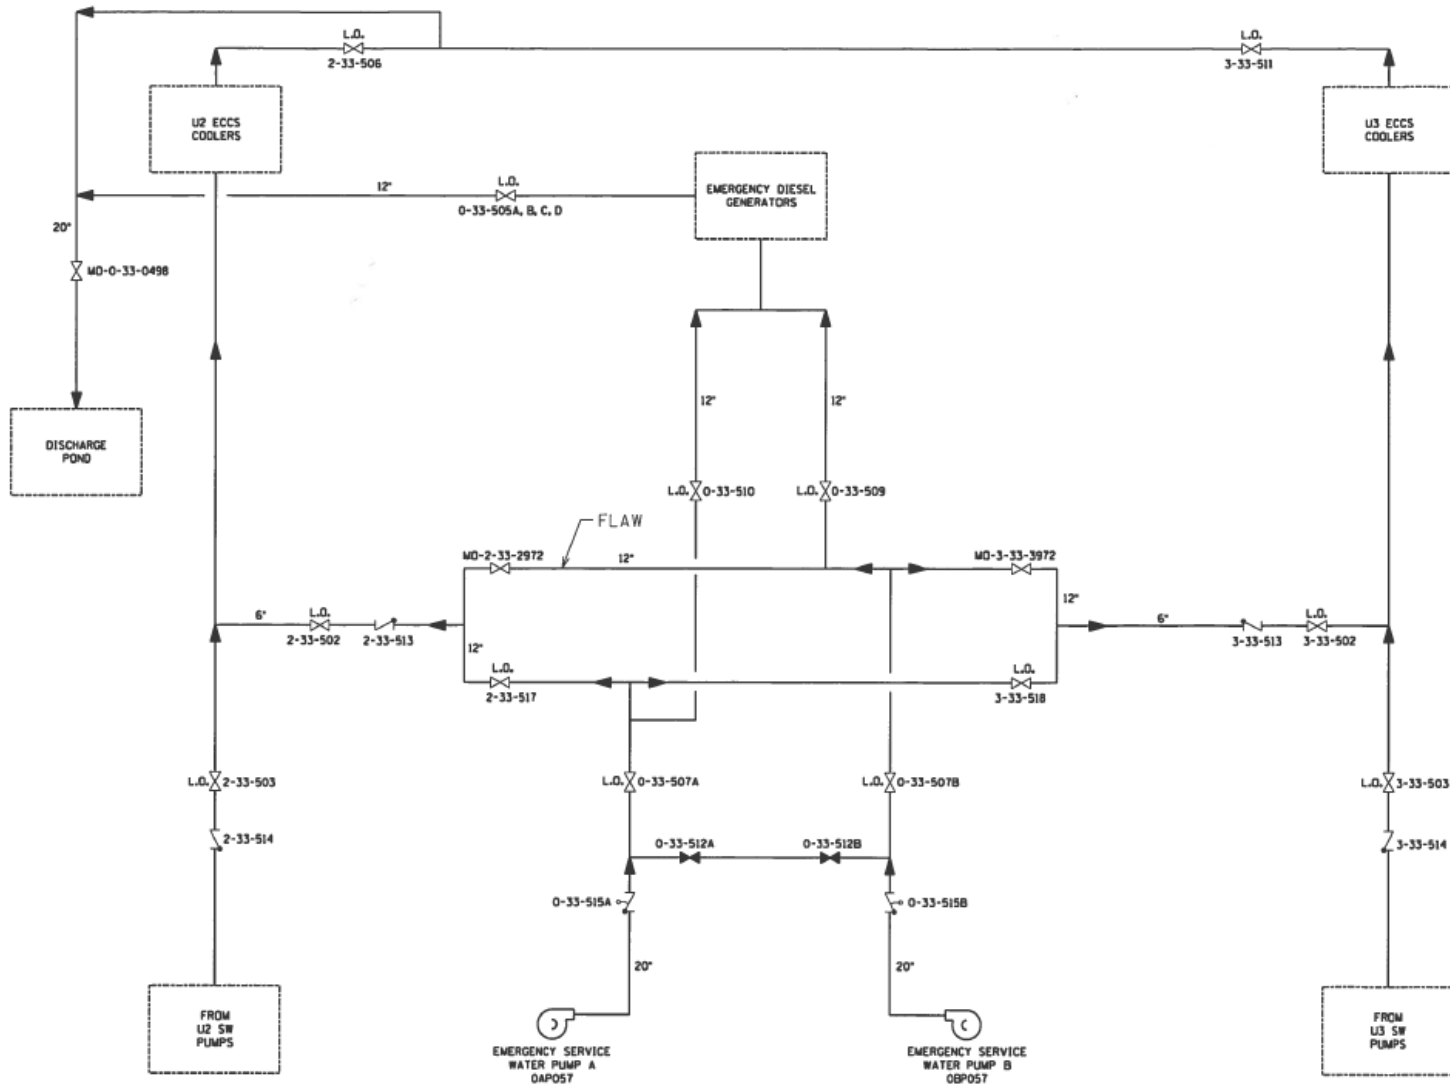 L.O.
2-33-506
L.O.
3-33-511
U2 ECCS
COOLERS
U3 ECCS
COOLERS
12"
L.O.
0-33-505A, B, C, D
EMERGENCY DIESEL
GENERATORS
20"
MO-0-33-0498
12"
12"
DISCHARGE
POND
L.O.
0-33-510
L.O.
0-33-509
FLAW
MO-2-33-2972
12"
MO-3-33-3972
12"
6"
L.O.
2-33-502
2-33-513
6"
3-33-513
L.O.
3-33-502
12"
L.O.
2-33-517
L.O.
3-33-518
L.O.
2-33-503
L.O.
0-33-507A
L.O.
0-33-507B
L.O.
3-33-503
2-33-514
0-33-512A
0-33-512B
3-33-514
0-33-515A
0-33-515B
20"
20"
FROM
U2 SW
PUMPS
EMERGENCY SERVICE
WATER PUMP A
0AP057
EMERGENCY SERVICE
WATER PUMP B
0BP057
FROM
U3 SW
PUMPS